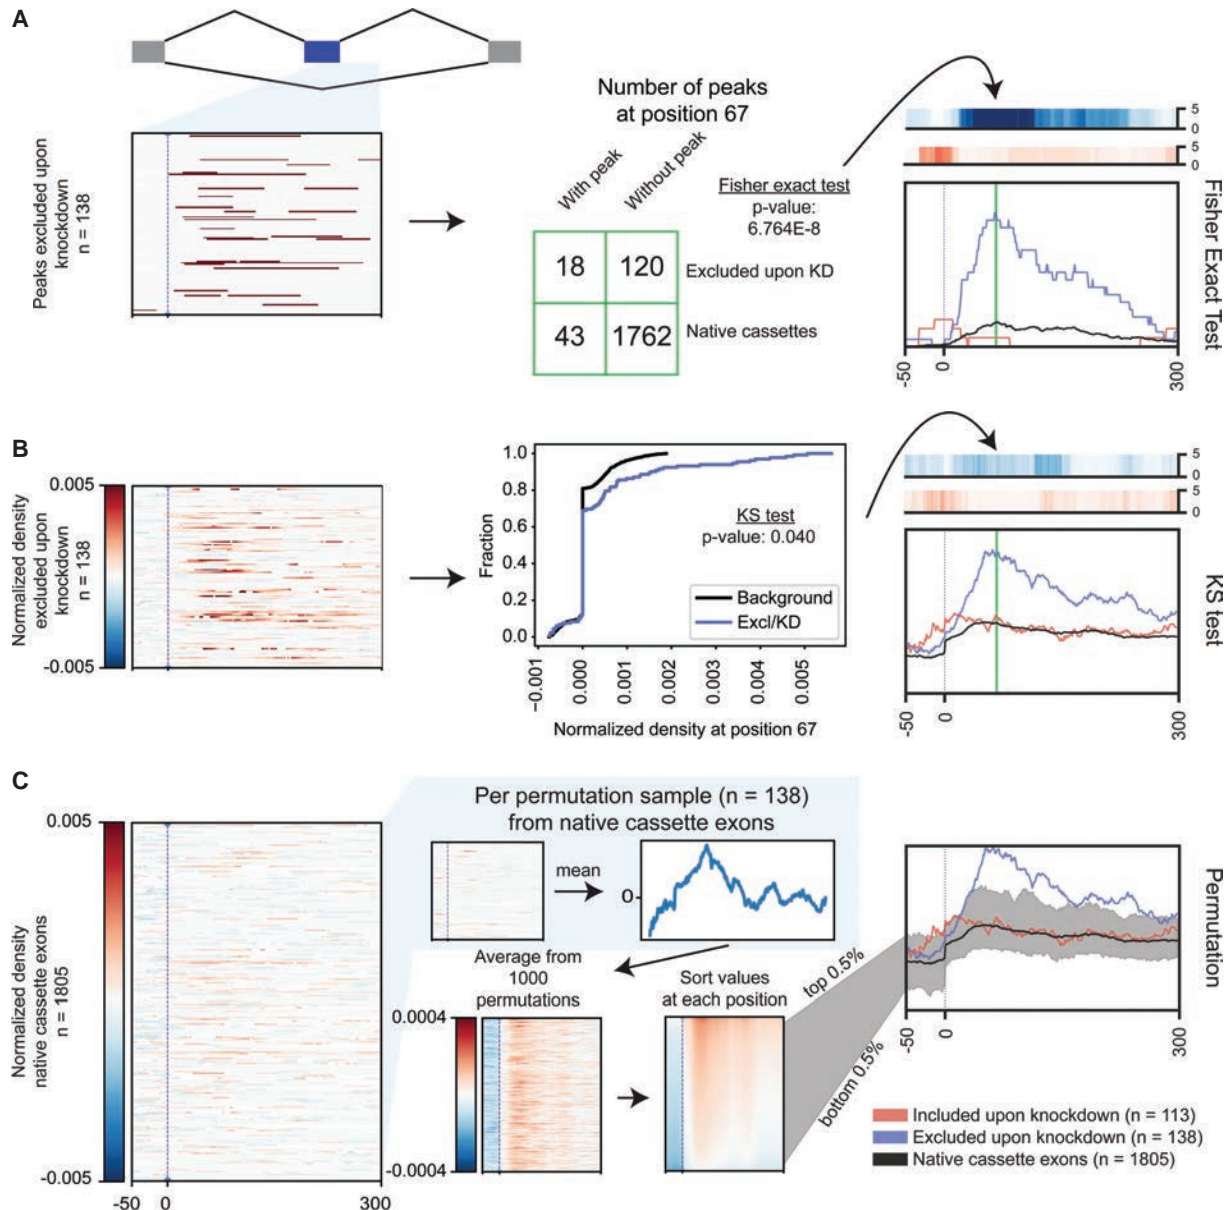 A
Peaks excluded upon
knockdown
n = 138
Number of peaks
at position 67
With peak
Without peak
18
120
Excluded upon KD
43
1762
Native cassettes
Fisher exact test
p-value:
6.764E-8
5
0
5
0
-50
0
300
Fisher Exact Test
B
Normalized density
excluded upon
knockdown
n = 138
0.005
-0.005
Fraction
1.0
0.8
0.6
0.4
0.2
0.0
KS test
p-value: 0.040
Background
Excl/KD
-0.001
0.000
0.001
0.002
0.003
0.004
0.005
Normalized density at position 67
5
0
5
0
-50
0
300
KS test
C
Normalized density
native cassette exons
n = 1805
0.005
-0.005
-50
0
300
Per permutation sample (n = 138)
from native cassette exons
mean
0
Average from
1000
permutations
0.0004
-0.0004
Sort values
at each position
top 0.5%
bottom 0.5%
-50
0
300
Permutation
Included upon knockdown (n = 113)
Excluded upon knockdown (n = 138)
Native cassette exons (n = 1805)